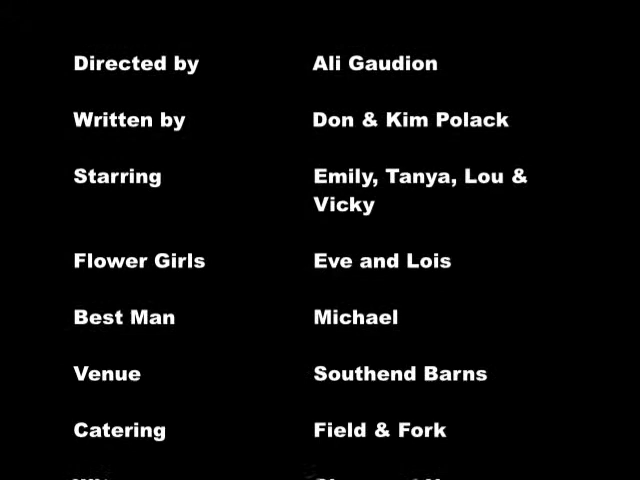 Directed by Ali Gaudion
Written by Don & Kim Polack
Starring Emily, Tanya, Lou &
Vicky
Flower Girls Eve and Lois
Best Man Michael
Venue Southend Barns
Catering Field & Fork